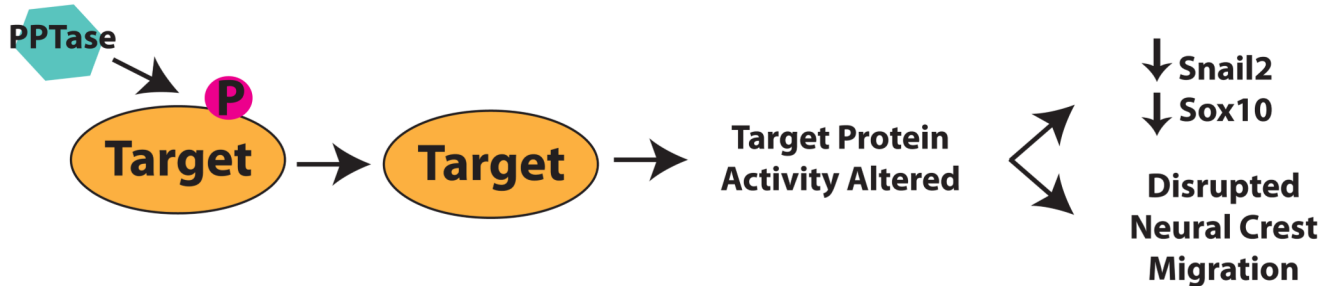 PPTase
P
Target
Target
Target Protein
Activity Altered
Snail2
Sox10
Disrupted
Neural Crest
Migration